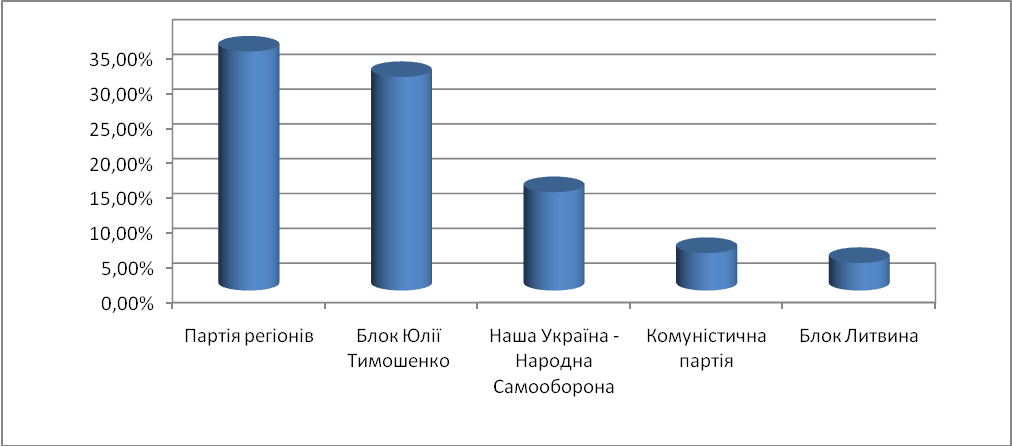 35,00%
30,00%
25,00%
20,00%
15,00%
10,00%
5,00%
0,00%
Партія регіонів
Блок Юлії
Тимошенко
Наша Україна -
Народна
Самооборона
Комуністична
партія
Блок Литвина